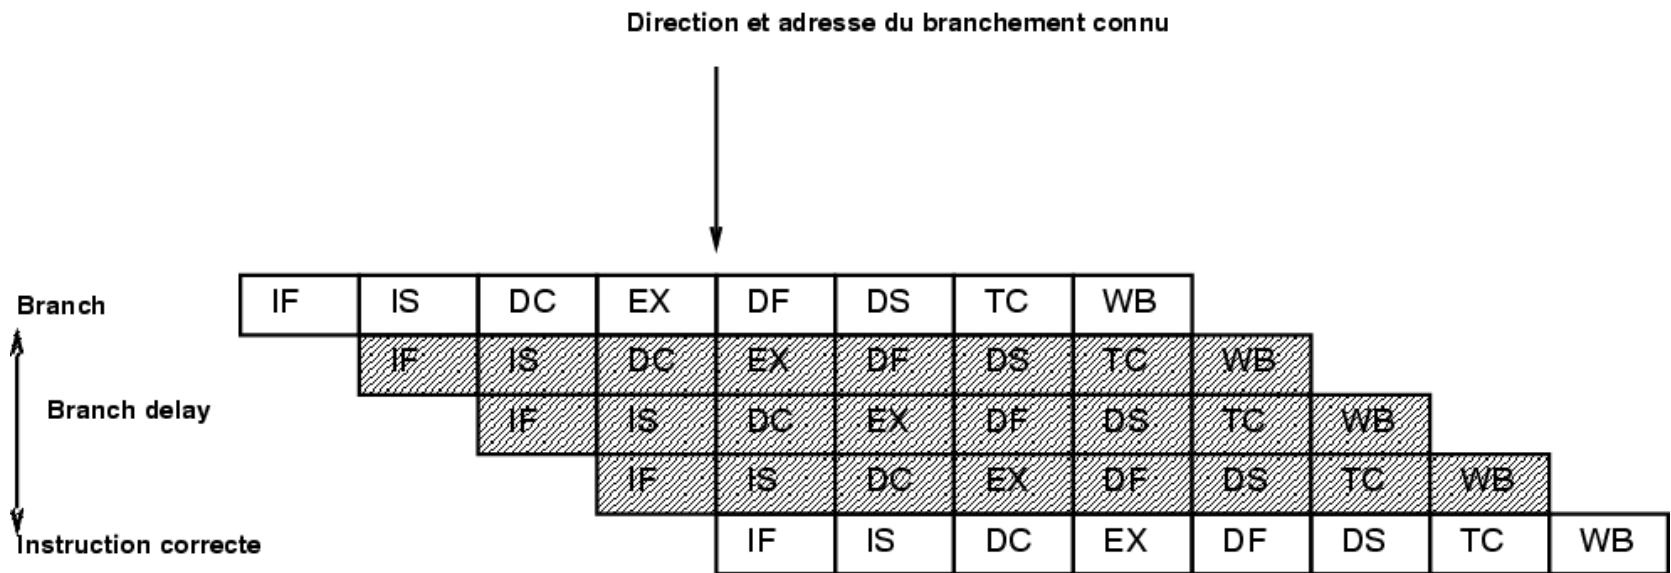 Direction et adresse du branchement connu
Branch IF IS DC EX DF DS TC WB
IF IS DC EX DF DS TC WB
Branch delay IF IS DC EX DF DS TC WB
IF IS DC EX DF DS TC WB
Instruction correcte IF IS DC EX DF DS TC WB